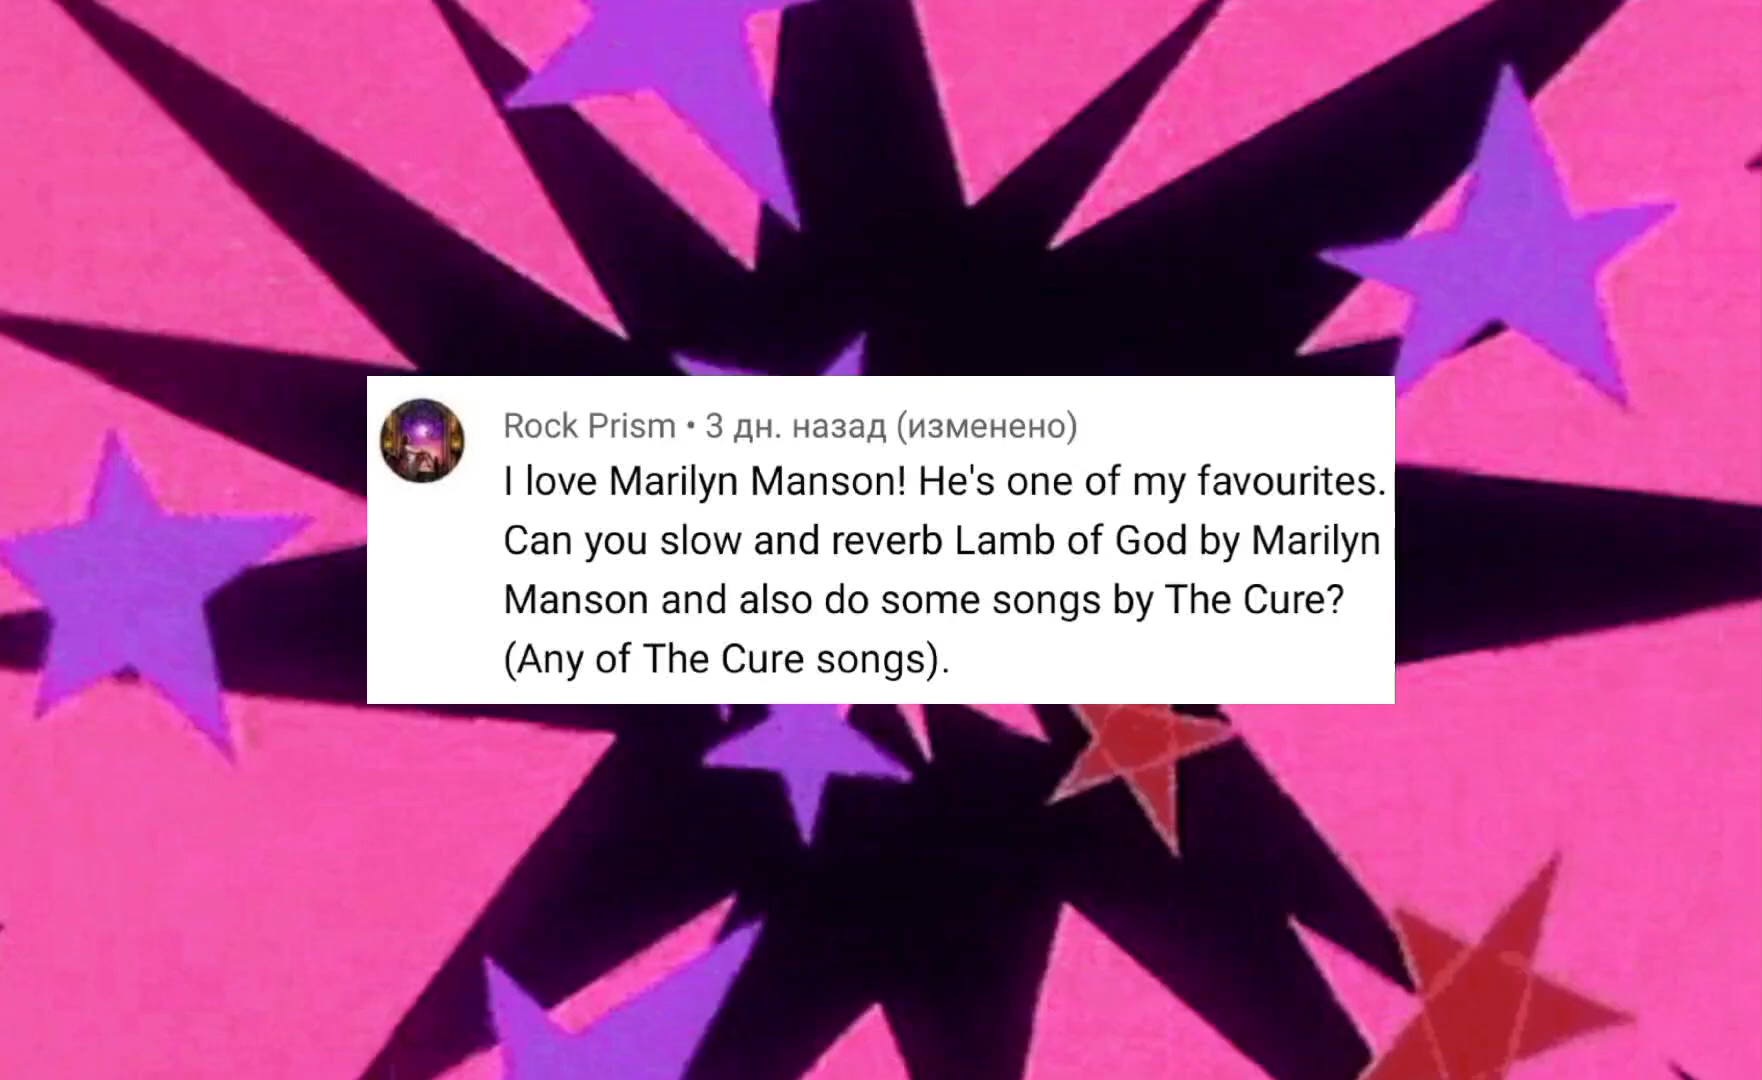 Rock Prism • 3 дн. назад (изменено)
I love Marilyn Manson! He's one of my favourites.
Can you slow and reverb Lamb of God by Marilyn
Manson and also do some songs by The Cure?
(Any of The Cure songs).